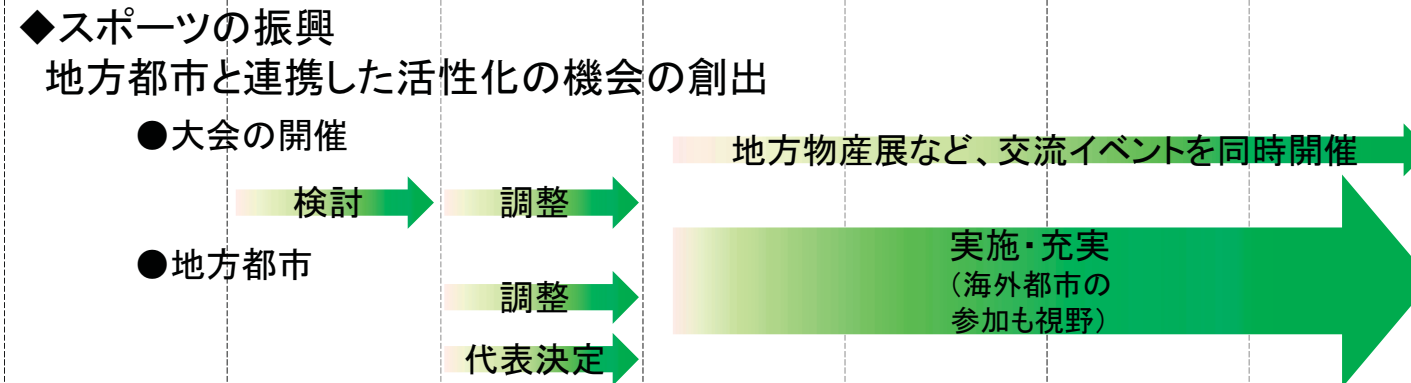 ◆スポーツの振興
地方都市と連携した活性化の機会の創出
●大会の開催
地方物産展など、交流イベントを同時開催
検討
調整
●地方都市
実施・充実
(海外都市の
参加も視野)
調整
代表決定